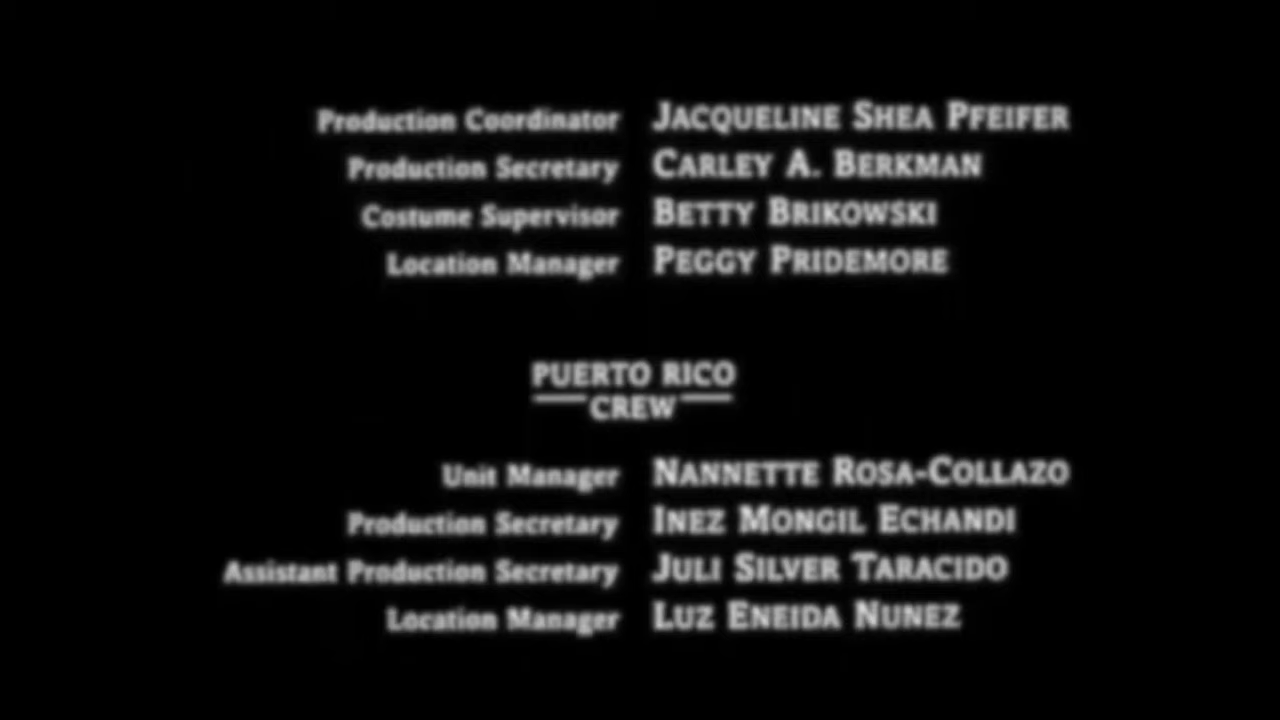 Production Coordinator JACQUELINE SHEA PFEIFER
Production Secretary CARLEY A. BERKMAN
Costume Supervisor BETTY BRIKOWSKI
Location Manager PEGGY PRIDEMORE
PUERTO RICO
CREW
Unit Manager NANNETTE ROSA-COLLAZO
Production Secretary INEZ MONGIL ECHANDI
Assistant Production Secretary JULI SILVER TARACIDO
Location Manager LUZ ENEIDA NUNEZ